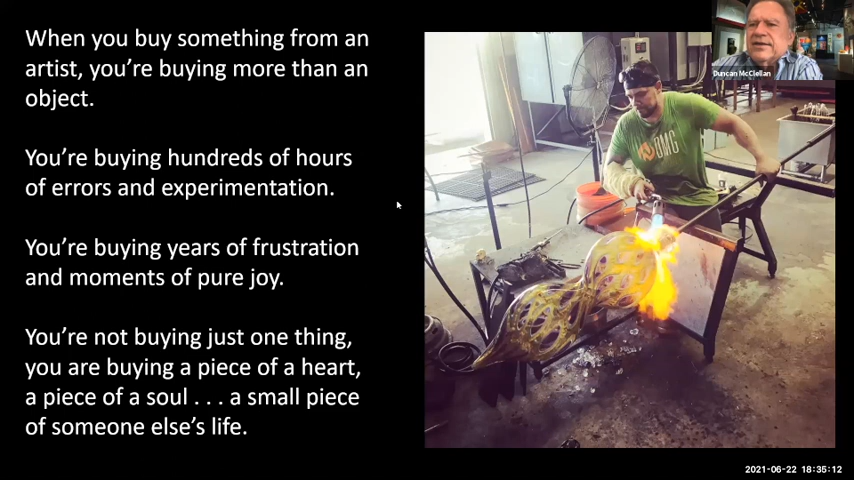 When you buy something from an
artist, you're buying more than an
object.
You're buying hundreds of hours
of errors and experimentation.
You're buying years of frustration
and moments of pure joy.
You're not buying just one thing,
you are buying a piece of a heart,
a piece of a soul . . . a small piece
of someone else's life.
Duncan McClellan
DMG
2021-06-22 18:35:12